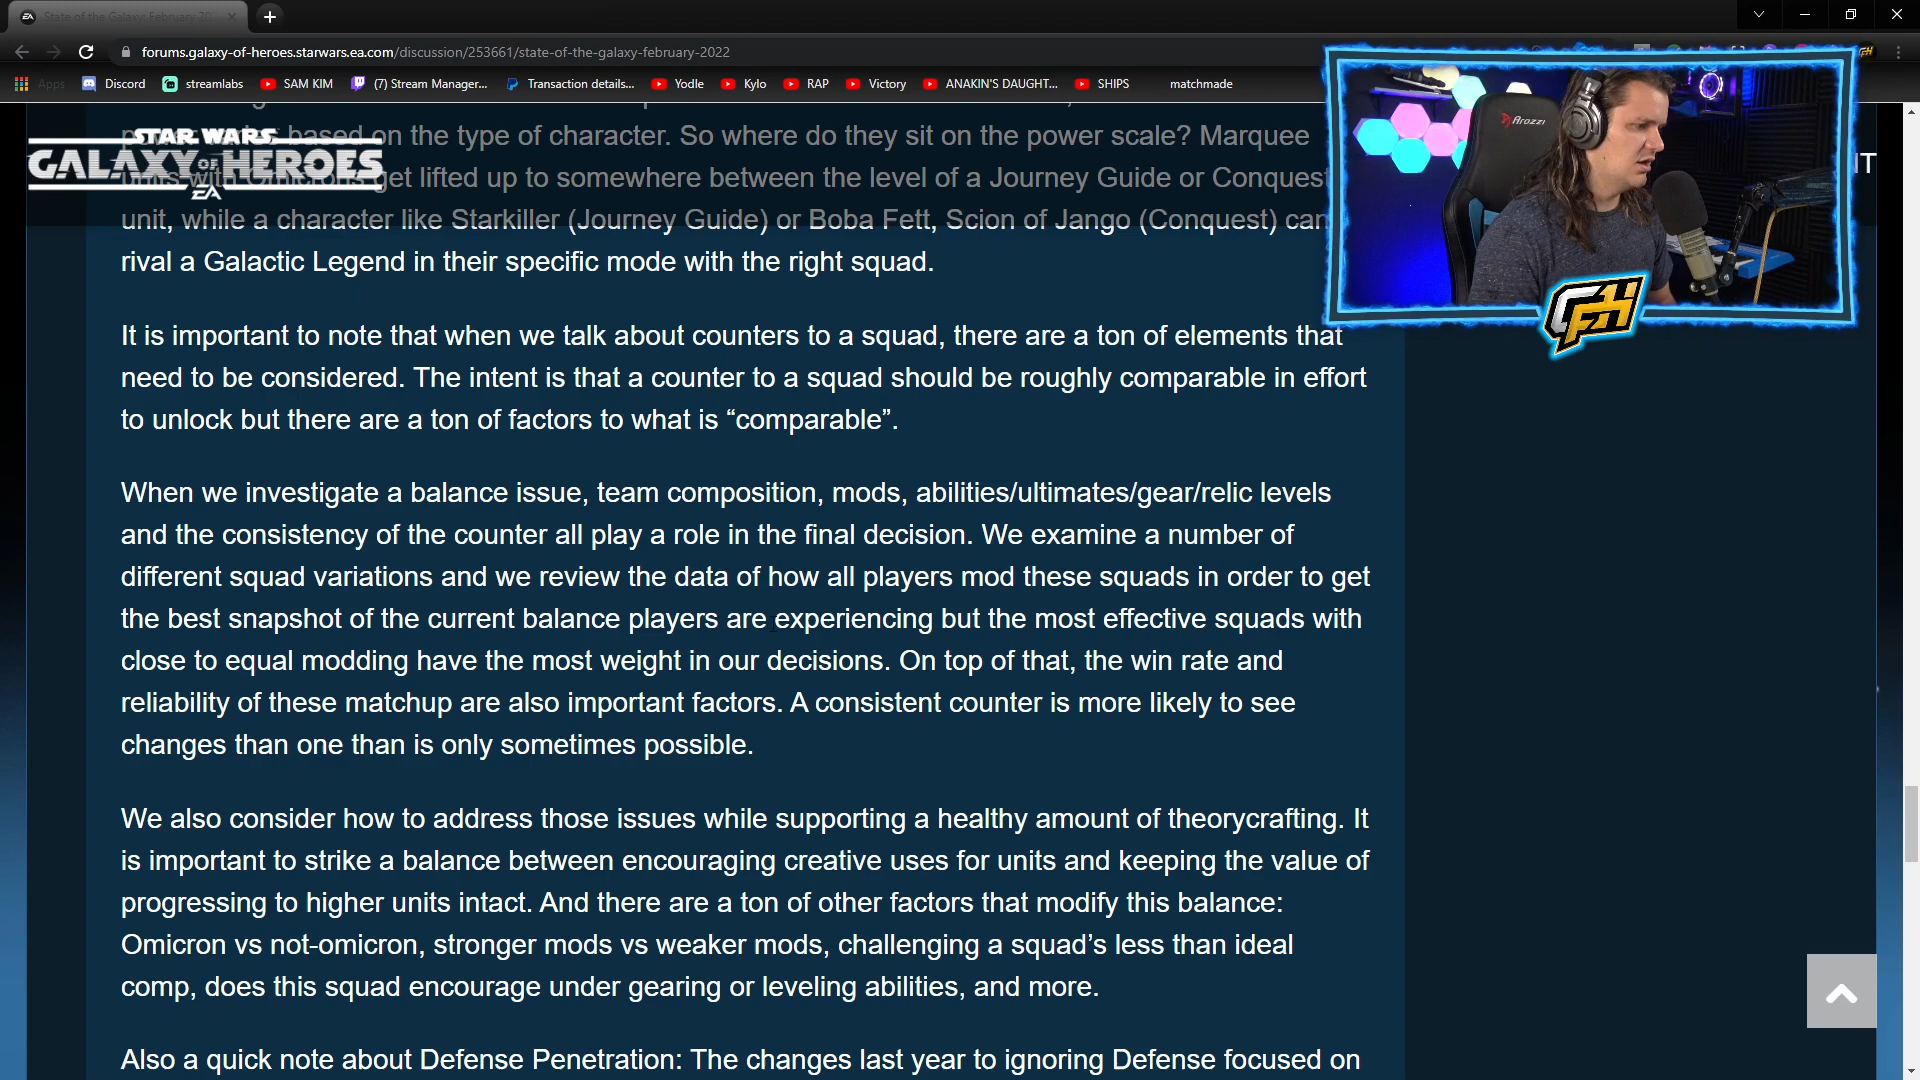 State of the Galaxy: February 202
forums.galaxy-of-heroes.starwars.ea.com/discussion/253661/state-of-the-galaxy-february-2022
Apps Discord streamlabs SAM KIM (7) Stream Manager... Transaction details... Yodle Kylo RAP Victory ANAKIN'S DAUGHT... SHIPS matchmade
STAR WARS
GALAXY OF HEROES
EA
based on the type of character. So where do they sit on the power scale? Marquee
units with Omicrons get lifted up to somewhere between the level of a Journey Guide or Conquest
unit, while a character like Starkiller (Journey Guide) or Boba Fett, Scion of Jango (Conquest) can
rival a Galactic Legend in their specific mode with the right squad.
It is important to note that when we talk about counters to a squad, there are a ton of elements that
need to be considered. The intent is that a counter to a squad should be roughly comparable in effort
to unlock but there are a ton of factors to what is “comparable”.
When we investigate a balance issue, team composition, mods, abilities/ultimates/gear/relic levels
and the consistency of the counter all play a role in the final decision. We examine a number of
different squad variations and we review the data of how all players mod these squads in order to get
the best snapshot of the current balance players are experiencing but the most effective squads with
close to equal modding have the most weight in our decisions. On top of that, the win rate and
reliability of these matchup are also important factors. A consistent counter is more likely to see
changes than one than is only sometimes possible.
We also consider how to address those issues while supporting a healthy amount of theorycrafting. It
is important to strike a balance between encouraging creative uses for units and keeping the value of
progressing to higher units intact. And there are a ton of other factors that modify this balance:
Omicron vs not-omicron, stronger mods vs weaker mods, challenging a squad’s less than ideal
comp, does this squad encourage under gearing or leveling abilities, and more.
Also a quick note about Defense Penetration: The changes last year to ignoring Defense focused on
Arozzi
IT